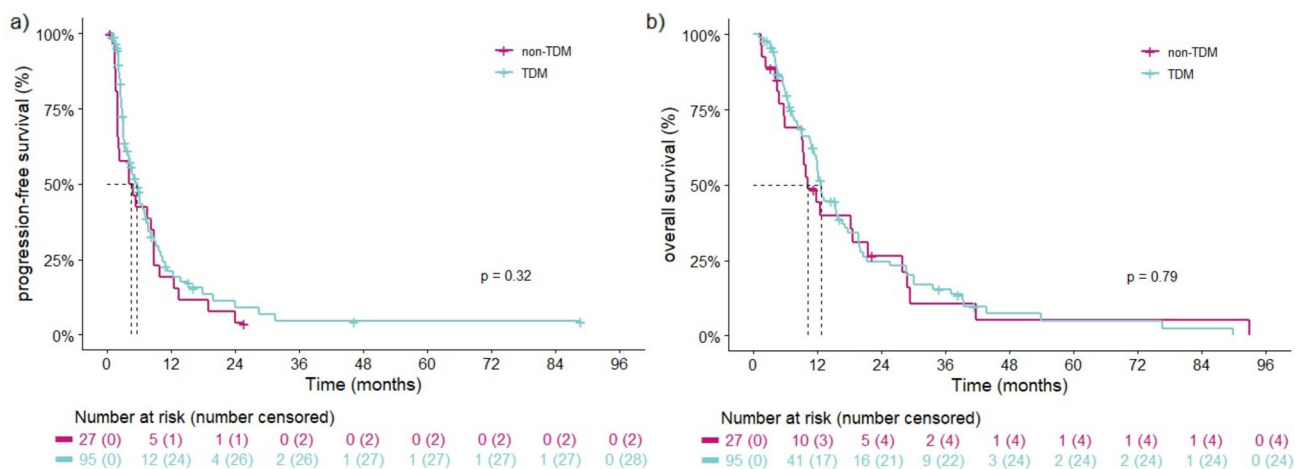 a)
progression-free survival (%)
100%
75%
50%
25%
0%
non-TDM
TDM
p = 0.32
0 12 24 36 48 60 72 84 96
Time (months)
Number at risk (number censored)
27 (0) 5 (1) 1 (1) 0 (2) 0 (2) 0 (2) 0 (2) 0 (2) 0 (2)
95 (0) 12 (24) 4 (26) 2 (26) 1 (27) 1 (27) 1 (27) 1 (27) 0 (28)
b)
overall survival (%)
100%
75%
50%
25%
0%
non-TDM
TDM
p = 0.79
0 12 24 36 48 60 72 84 96
Time (months)
Number at risk (number censored)
27 (0) 10 (3) 5 (4) 2 (4) 1 (4) 1 (4) 1 (4) 1 (4) 0 (4)
95 (0) 41 (17) 16 (21) 9 (22) 3 (24) 2 (24) 2 (24) 1 (24) 0 (24)